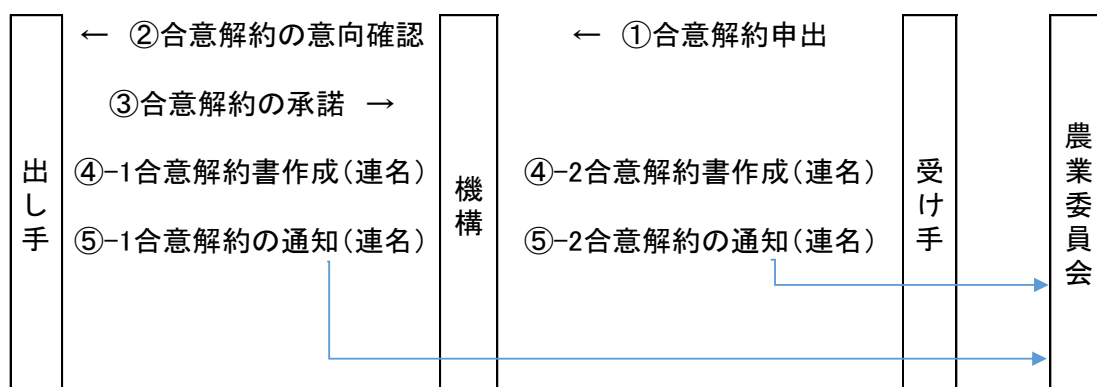 ← ②合意解約の意向確認
← ①合意解約申出
③合意解約の承諾 →
④-1合意解約書作成(連名)
④-2合意解約書作成(連名)
⑤-1合意解約の通知(連名)
⑤-2合意解約の通知(連名)
出し手
機構
受け手
農業委員会